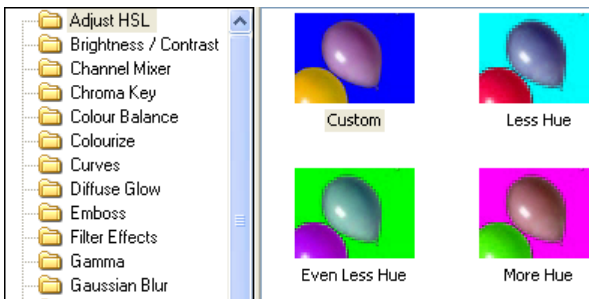 Adjust HSL
Brightness / Contrast
Channel Mixer
Chroma Key
Colour Balance
Colourize
Curves
Diffuse Glow
Emboss
Filter Effects
Gamma
Gaussian Blur
Custom
Less Hue
Even Less Hue
More Hue